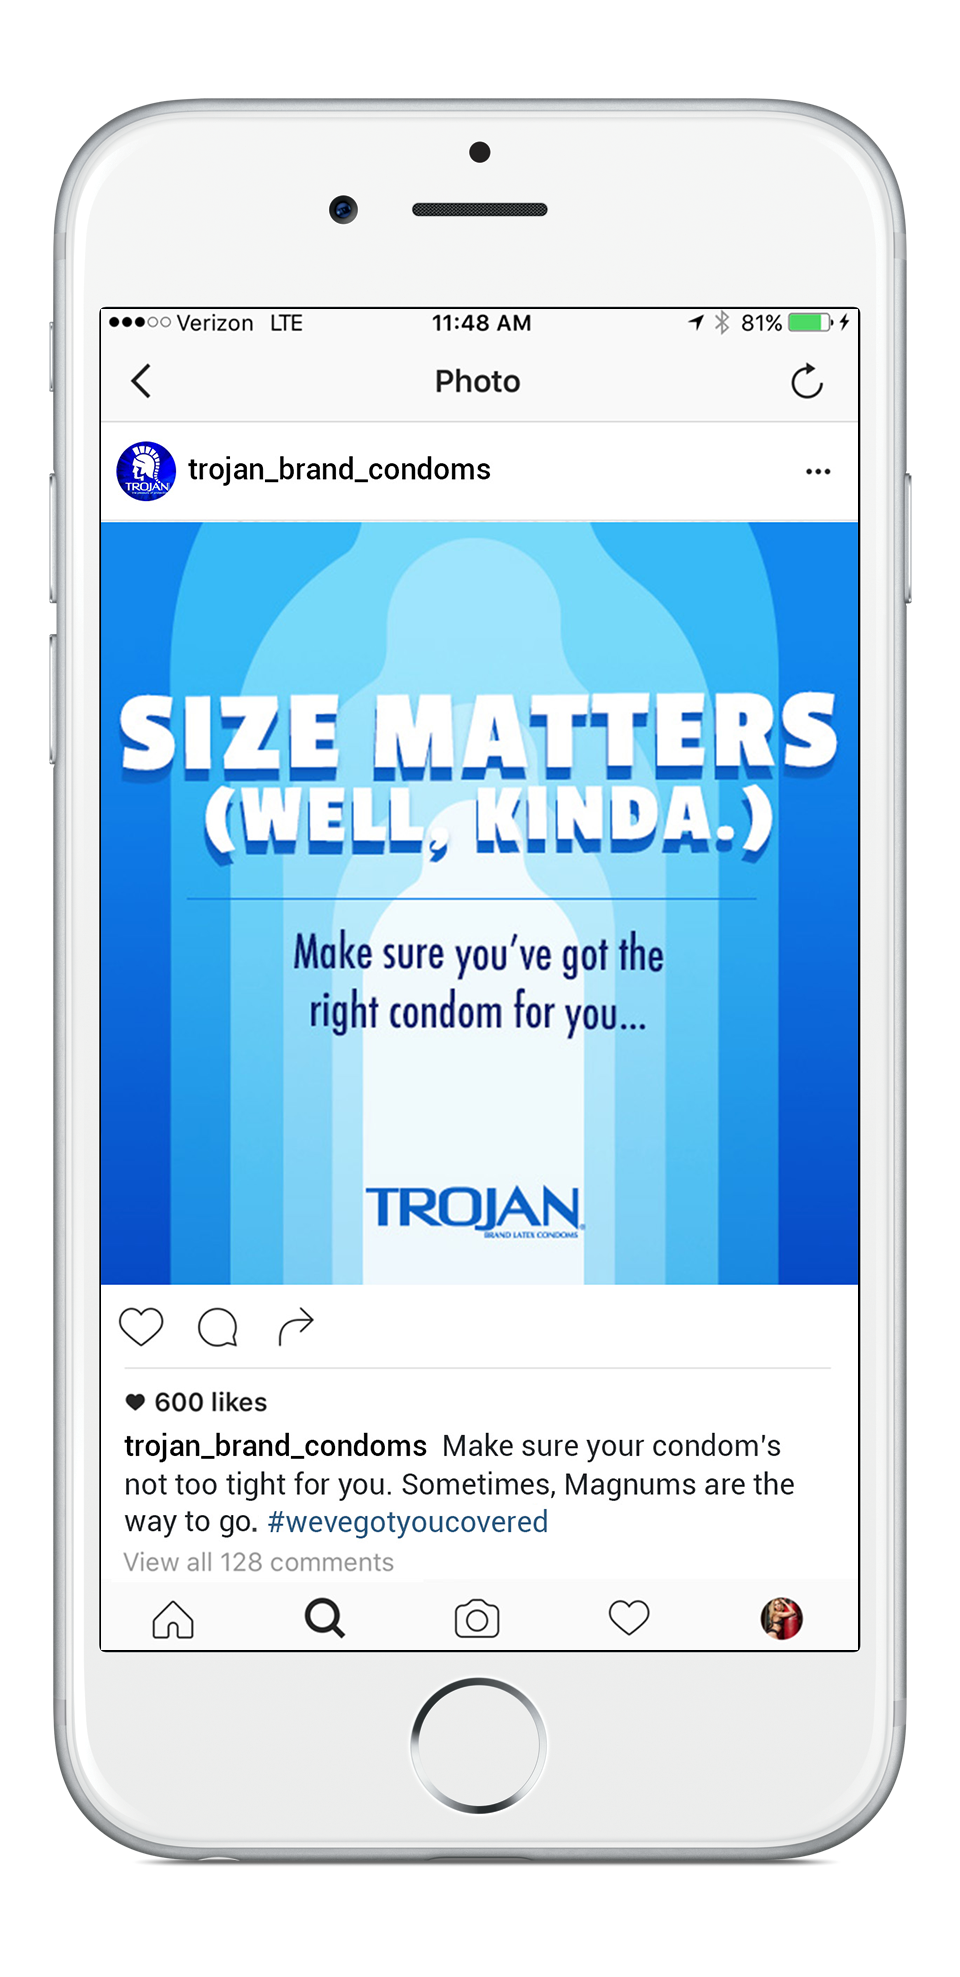 Verizon LTE 11:48 AM 81%
Photo
TROJAN
trojan_brand_condoms
SIZE MATTERS
(WELL, KINDA.)
Make sure you've got the
right condom for you...
TROJAN®
BRAND LATEX CONDOMS
600 likes
trojan_brand_condoms Make sure your condom's
not too tight for you. Sometimes, Magnums are the
way to go. #wevegotyoucovered
View all 128 comments